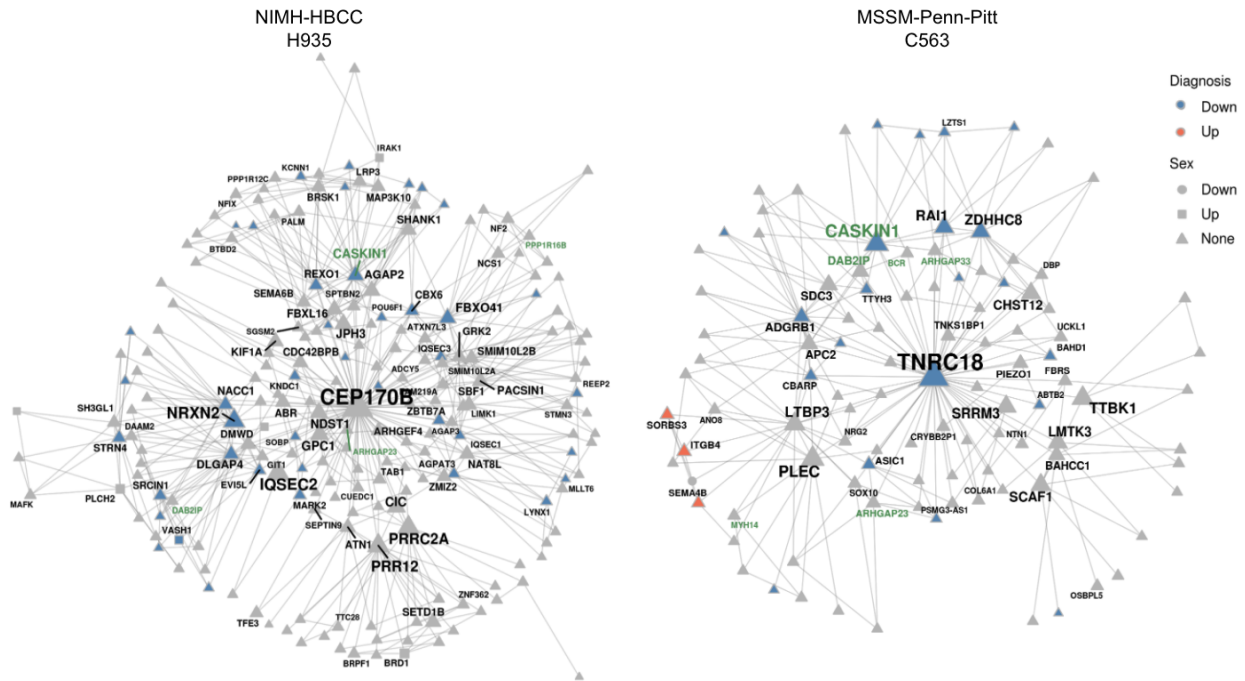 NIMH-HBCC
H935
IRAK1
KCNN1
LRP3
PPP1R12C
BRSK1
MAP3K10
NFIX
PALM
SHANK1
NF2
BTBD2
PPP1R16B
CASKIN1
NCS1
REXO1
AGAP2
SEMA6B
SPTBN2
CBX6
POU6F1
FBXO41
FBXL16
SGSM2
JPH3
ATXN7L3
GRK2
KIF1A
CDC42BPB
IQSEC3
SMIM10L2B
ADCY5
SMIM10L2A
KNDC1
PACSIN1
REEP2
NACC1
CEP170B
SBF1
SH3GL1
NRXN2
ABR
ZBTB7A
LIMK1
STMN3
DAAM2
NDST1
DMWD
ARHGEF4
AGAP3
STRN4
SOBP
GPC1
ARHGAP23
IQSEC1
DLGAP4
GIT1
AGPAT3
NAT8L
TAB1
EVI5L
IQSEC2
ZMIZ2
MLLT6
SRCIN1
PLCH2
CUEDC1
CIC
MAFK
MARK2
LYNX1
DAB2IP
SEPTIN9
VASH1
ATN1
PRRC2A
PRR12
ZNF362
SETD1B
TTC28
TFE3
BRPF1
BRD1
MSSM-Penn-Pitt
C563
LZTS1
RAI1
ZDHHC8
CASKIN1
DAB2IP
BCR
ARHGAP33
DBP
SDC3
TTYH3
CHST12
ADGRB1
TNKS1BP1
UCKL1
APC2
BAHD1
TNRC18
PIEZO1
FBRS
CBARP
ABTB2
SORBS3
ANO8
LTBP3
SRRM3
TTBK1
NRG2
CRYBB2P1
NTN1
LMTK3
ITGB4
ASIC1
BAHCC1
PLEC
SEMA4B
SOX10
COL6A1
SCAF1
ARHGAP23
PSMG3-AS1
MYH14
OSBPL5
Diagnosis
Down
Up
Sex
Down
Up
None